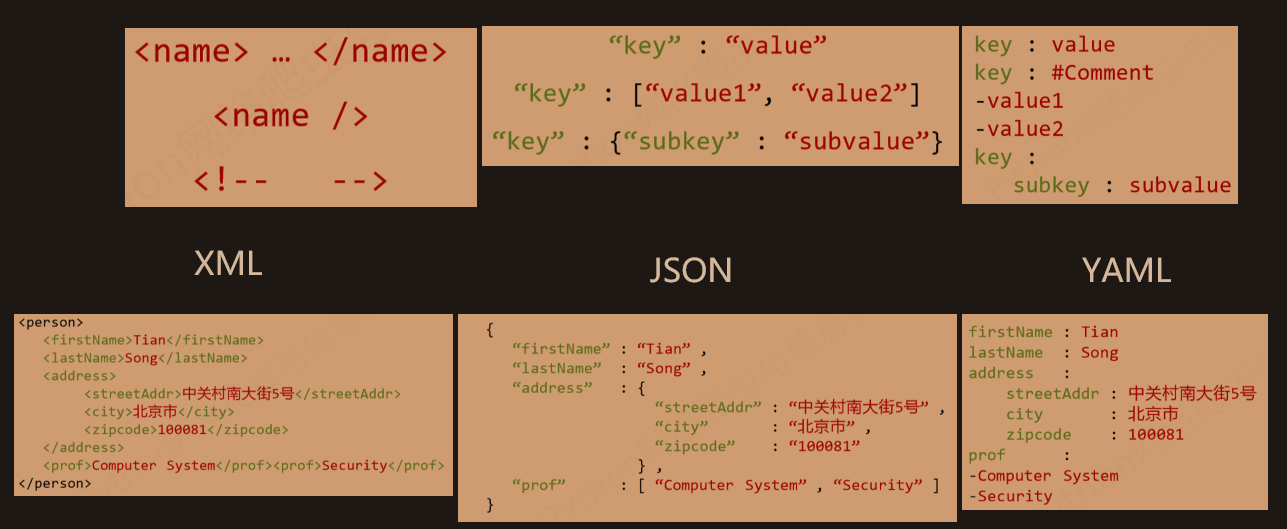 <name> … </name>
<name />
<!-- -->
“key” : “value”
“key” : [“value1”, “value2”]
“key” : {“subkey” : “subvalue”}
key : value
key : #Comment
-value1
-value2
key :
subkey : subvalue
XML
JSON
YAML
<person>
<firstName>Tian</firstName>
<lastName>Song</lastName>
<address>
<streetAddr>中关村南大街5号</streetAddr>
<city>北京市</city>
<zipcode>100081</zipcode>
</address>
<prof>Computer System</prof><prof>Security</prof>
</person>
{
“firstName” : “Tian” ,
“lastName” : “Song” ,
“address” : {
“streetAddr” : “中关村南大街5号” ,
“city” : “北京市” ,
“zipcode” : “100081”
} ,
“prof” : [ “Computer System” , “Security” ]
}
firstName : Tian
lastName : Song
address :
streetAddr : 中关村南大街5号
city : 北京市
zipcode : 100081
prof :
-Computer System
-Security